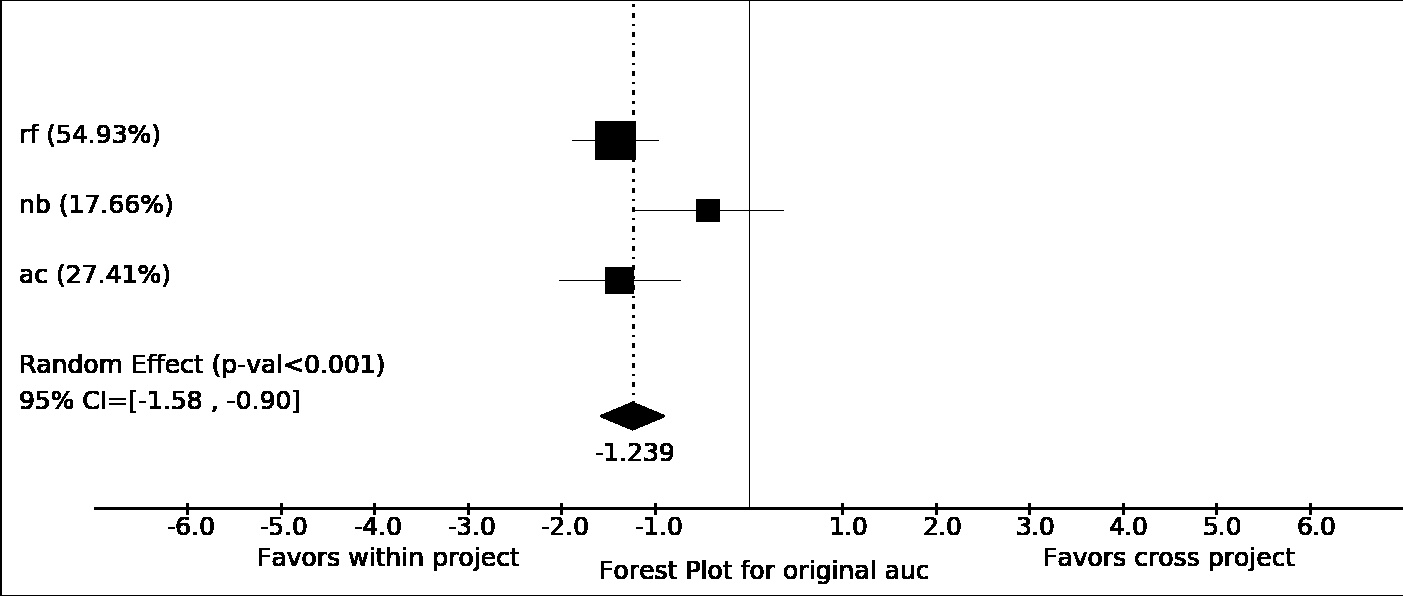 rf (54.93%)
nb (17.66%)
ac (27.41%)
Random Effect (p-val<0.001)
95% CI=[-1.58 , -0.90]
-1.239
-6.0 -5.0 -4.0 -3.0 -2.0 -1.0 1.0 2.0 3.0 4.0 5.0 6.0
Favors within project Favors cross project
Forest Plot for original auc